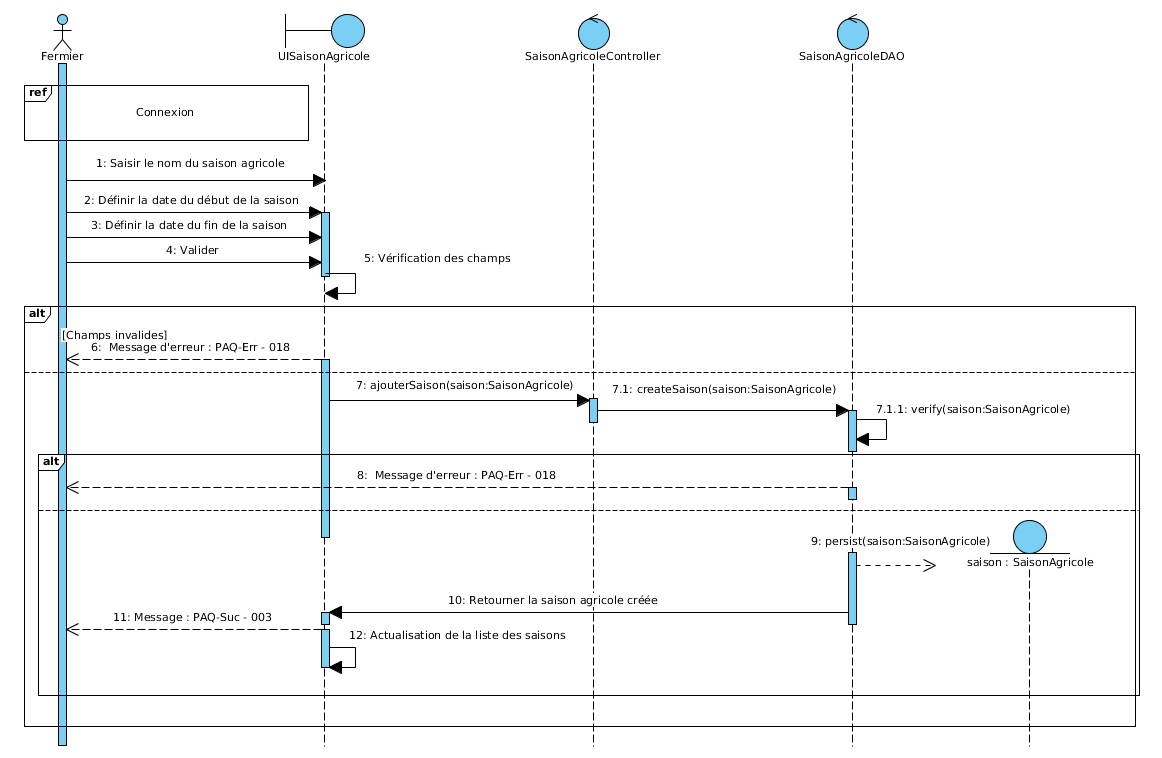 Fermier
UISaisonAgricole
SaisonAgricoleController
SaisonAgricoleDAO
ref
Connexion
1: Saisir le nom du saison agricole
2: Définir la date du début de la saison
3: Définir la date du fin de la saison
4: Valider
5: Vérification des champs
alt
[Champs invalides]
6:  Message d'erreur : PAQ-Err - 018
7: ajouterSaison(saison:SaisonAgricole)
7.1: createSaison(saison:SaisonAgricole)
7.1.1: verify(saison:SaisonAgricole)
alt
8:  Message d'erreur : PAQ-Err - 018
9: persist(saison:SaisonAgricole)
saison : SaisonAgricole
10: Retourner la saison agricole créée
11: Message : PAQ-Suc - 003
12: Actualisation de la liste des saisons